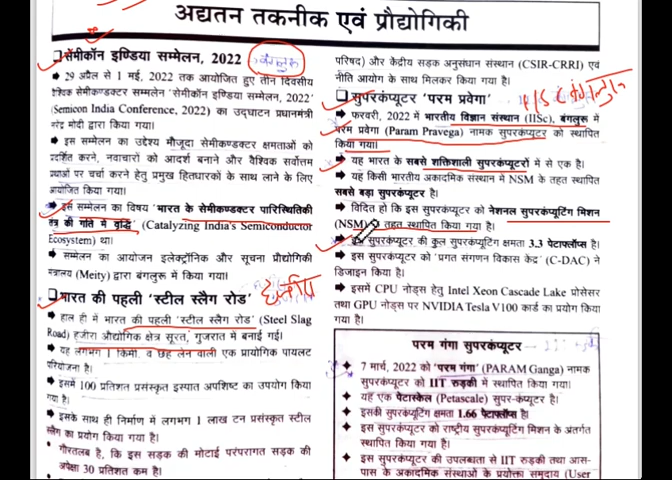 अद्यतन तकनीक एवं प्रौद्योगिकी
सेमीकॉन इण्डिया सम्मेलन, 2022
29 अप्रैल से 1 मई, 2022 तक आयोजित हुए तीन दिवसीय
वैश्विक सेमीकण्डक्टर सम्मलेन 'सेमीकॉन इण्डिया सम्मेलन, 2022'
(Semicon India Conference, 2022) का उद्घाटन प्रधानमंत्री
नरेंद्र मोदी द्वारा किया गया।
इस सम्मेलन का उद्देश्य मौजूदा सेमीकण्डक्टर क्षमताओं को
प्रदर्शित करने, नवाचारों को आदर्श बनाने और वैश्विक सर्वोत्तम
प्रथाओं पर चर्चा करने हेतु प्रमुख हितधारकों के साथ लाने के लिए
आयोजित किया गया।
इस सम्मेलन का विषय 'भारत के सेमीकण्डक्टर पारिस्थितिकी
तंत्र की गति में वृद्धि' (Catalyzing India's Semiconductor
Ecosystem) था।
सम्मेलन का आयोजन इलेक्ट्रॉनिक और सूचना प्रौद्योगिकी
मंत्रालय (Meity) द्वारा बंगलुरू में किया गया।
भारत की पहली 'स्टील स्लैग रोड'
हाल ही में भारत की पहली 'स्टील स्लैग रोड' (Steel Slag
Road) हजीरा औद्योगिक क्षेत्र सूरत, गुजरात में बनाई गई।
यह लगभग 1 किमी. व छह लेन वाली एक प्रायोगिक पायलट
परियोजना है।
इसमें 100 प्रतिशत प्रसंस्कृत इस्पात अपशिष्ट का उपयोग किया
गया है।
इसके साथ ही निर्माण में लगभग 1 लाख टन प्रसंस्कृत स्टील
स्लैग का प्रयोग किया गया है।
गौरतलब है, कि इस सड़क की मोटाई परंपरागत सड़क की
अपेक्षा 30 प्रतिशत कम है।
परिषद) और केंद्रीय सड़क अनुसंधान संस्थान (CSIR-CRRI) एवं
नीति आयोग के साथ मिलकर किया गया है।
सुपरकंप्यूटर 'परम प्रवेगा'
फरवरी, 2022 में भारतीय विज्ञान संस्थान (IISc), बंगलुरू में
परम प्रवेगा (Param Pravega) नामक सुपरकंप्यूटर को स्थापित
किया गया।
यह भारत के सबसे शक्तिशाली सुपरकंप्यूटरों में से एक है।
यह किसी भारतीय अकादमिक संस्थान में NSM के तहत स्थापित
सबसे बड़ा सुपरकंप्यूटर है।
विदित हो कि इस सुपरकंप्यूटर को नेशनल सुपरकंप्यूटिंग मिशन
(NSM) के तहत स्थापित किया गया है।
इस सुपरकंप्यूटर की कुल सुपरकंप्यूटिंग क्षमता 3.3 पेटाफ्लॉप्स है।
इस सुपरकंप्यूटर को 'प्रगत संगणन विकास केंद्र' (C-DAC) ने
डिजाइन किया है।
इसमें CPU नोड्स हेतु Intel Xeon Cascade Lake प्रोसेसर
तथा GPU नोड्स पर NVIDIA Tesla V100 कार्ड का प्रयोग किया
गया है।
परम गंगा सुपरकंप्यूटर
7 मार्च, 2022 को 'परम गंगा' (PARAM Ganga) नामक
सुपरकंप्यूटर को IIT रुड़की में स्थापित किया गया।
यह एक पेटास्केल (Petascale) सुपर-कंप्यूटर है।
इसकी सुपरकंप्यूटिंग क्षमता 1.66 पेटाफ्लॉप्स है।
इस सुपरकंप्यूटर को राष्ट्रीय सुपरकंप्यूटिंग मिशन के अंतर्गत
स्थापित किया गया है।
इस सुपरकंप्यूटर की उपलब्धता से IIT रुड़की तथा आस-
पास के अकादमिक संस्थाओं के प्रयोक्ता समुदाय (User